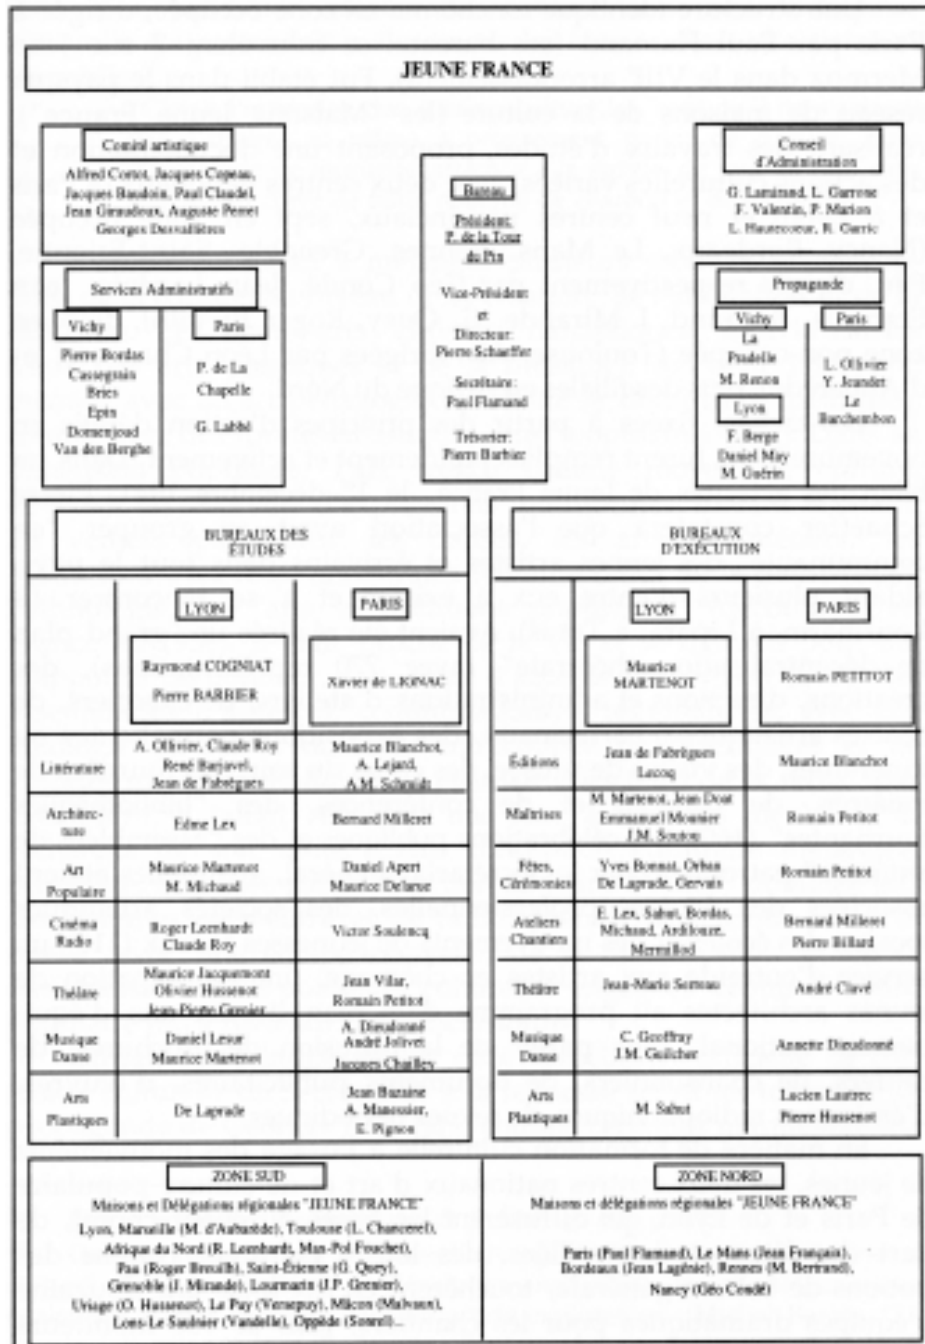 JEUNE FRANCE
Comité artistique
Alfred Cortot, Jacques Copeau,
Jacques Baudoin, Paul Claudel,
Jean Giraudoux, Auguste Perret
Georges Desvallières
Services Administratifs
Vichy
Pierre Bordas
Cassegrain
Bries
Epin
Domenjoud
Van den Berghe
Paris
P. de La
Chapelle
G. Labbé
Bureau
Président:
P. de la Tour
du Pin
Vice-Président
et
Directeur:
Pierre Schaeffer
Secrétaire:
Paul Flamand
Trésorier:
Pierre Barbier
Conseil
d'Administration
G. Lamirand, L. Garrone
F. Valentin, P. Marion
L. Hautecoeur, R. Garric
Propagande
Vichy
La
Pradelle
M. Renon
Lyon
F. Berge
Daniel May
M. Guérin
Paris
L. Ollivier
Y. Jeandet
Le
Barchembon
BUREAUX DES
ÉTUDES
LYON
PARIS
Raymond COGNIAT
Pierre BARBIER
Xavier de LIGNAC
Littérature
A. Ollivier, Claude Roy
René Barjavel,
Jean de Fabrègues
Maurice Blanchot,
A. Lejard,
A.M. Schmidt
Architec-
ture
Edme Lex
Bernard Milleret
Art
Populaire
Maurice Martenot
M. Michaud
Daniel Apert
Maurice Delarue
Cinéma
Radio
Roger Leenhardt
Claude Roy
Victor Soulencq
Théâtre
Maurice Jacquemont
Olivier Hussenot
Jean-Pierre Grenier
Jean Vilar,
Romain Petitot
Musique
Danse
Daniel Lesur
Maurice Martenot
A. Dieudonné
André Jolivet
Jacques Chailley
Arts
Plastiques
De Laprade
Jean Bazaine
A. Manessier,
E. Pignon
BUREAUX
D'EXÉCUTION
LYON
PARIS
Maurice
MARTENOT
Romain PETITOT
Éditions
Jean de Fabrègues
Lecoq
Maurice Blanchot
Maîtrises
M. Martenot, Jean Doat
Emmanuel Mounier
J.M. Soutou
Romain Petitot
Fêtes,
Cérémonies
Yves Bonnat, Orban
De Laprade, Gervais
Romain Petitot
Ateliers
Chantiers
E. Lex, Sahut, Bordas,
Michaud, Ardilouze,
Mermillod
Bernard Milleret
Pierre Billard
Théâtre
Jean-Marie Serreau
André Clavé
Musique
Danse
C. Geoffray
J.M. Guilcher
Annette Dieudonné
Arts
Plastiques
M. Sahut
Lucien Lautrec
Pierre Hussenot
ZONE SUD
Maisons et Délégations régionales "JEUNE FRANCE"
Lyon, Marseille (M. d'Aubarède), Toulouse (L. Chancerel),
Afrique du Nord (R. Leenhardt, Max-Pol Fouchet),
Pau (Roger Breuilh), Saint-Étienne (G. Quey),
Grenoble (J. Mirande), Lourmarin (J.P. Grenier),
Uriage (O. Hussenot), Le Puy (Versepuy), Mâcon (Malvaux),
Lons-Le Saulnier (Vandelle), Oppède (Sonrel)...
ZONE NORD
Maisons et délégations régionales "JEUNE FRANCE"
Paris (Paul Flamand), Le Mans (Jean Françaix),
Bordeaux (Jean Lagénie), Rennes (M. Bertrand),
Nancy (Géo Condé)